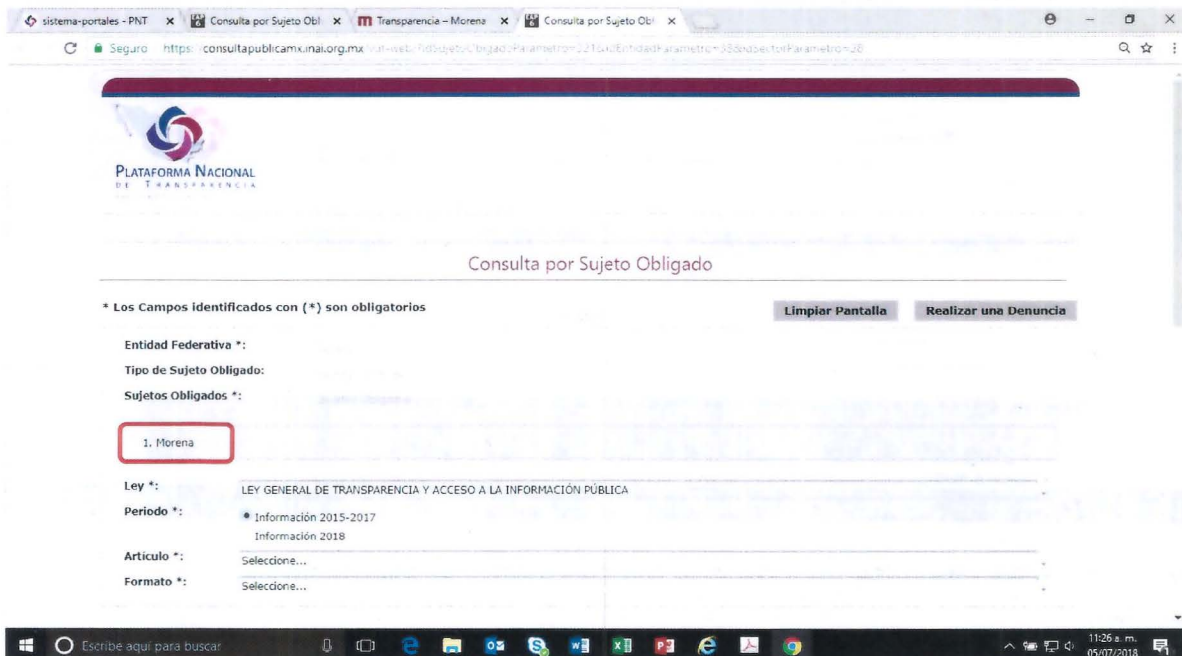 sistema-portales - PNT
Consulta por Sujeto Obl
Transparencia – Morena
Consulta por Sujeto Obl
Seguro https: consultapublicamx.inai.org.mx
PLATAFORMA NACIONAL
DE TRANSPARENCIA
Consulta por Sujeto Obligado
* Los Campos identificados con (*) son obligatorios
Limpiar Pantalla
Realizar una Denuncia
Entidad Federativa *:
Tipo de Sujeto Obligado:
Sujetos Obligados *:
1. Morena
Ley *:
LEY GENERAL DE TRANSPARENCIA Y ACCESO A LA INFORMACIÓN PÚBLICA
Periodo *:
Información 2015-2017
Información 2018
Artículo *:
Seleccione...
Formato *:
Seleccione...
Escribe aquí para buscar
11:26 a. m.
05/07/2018